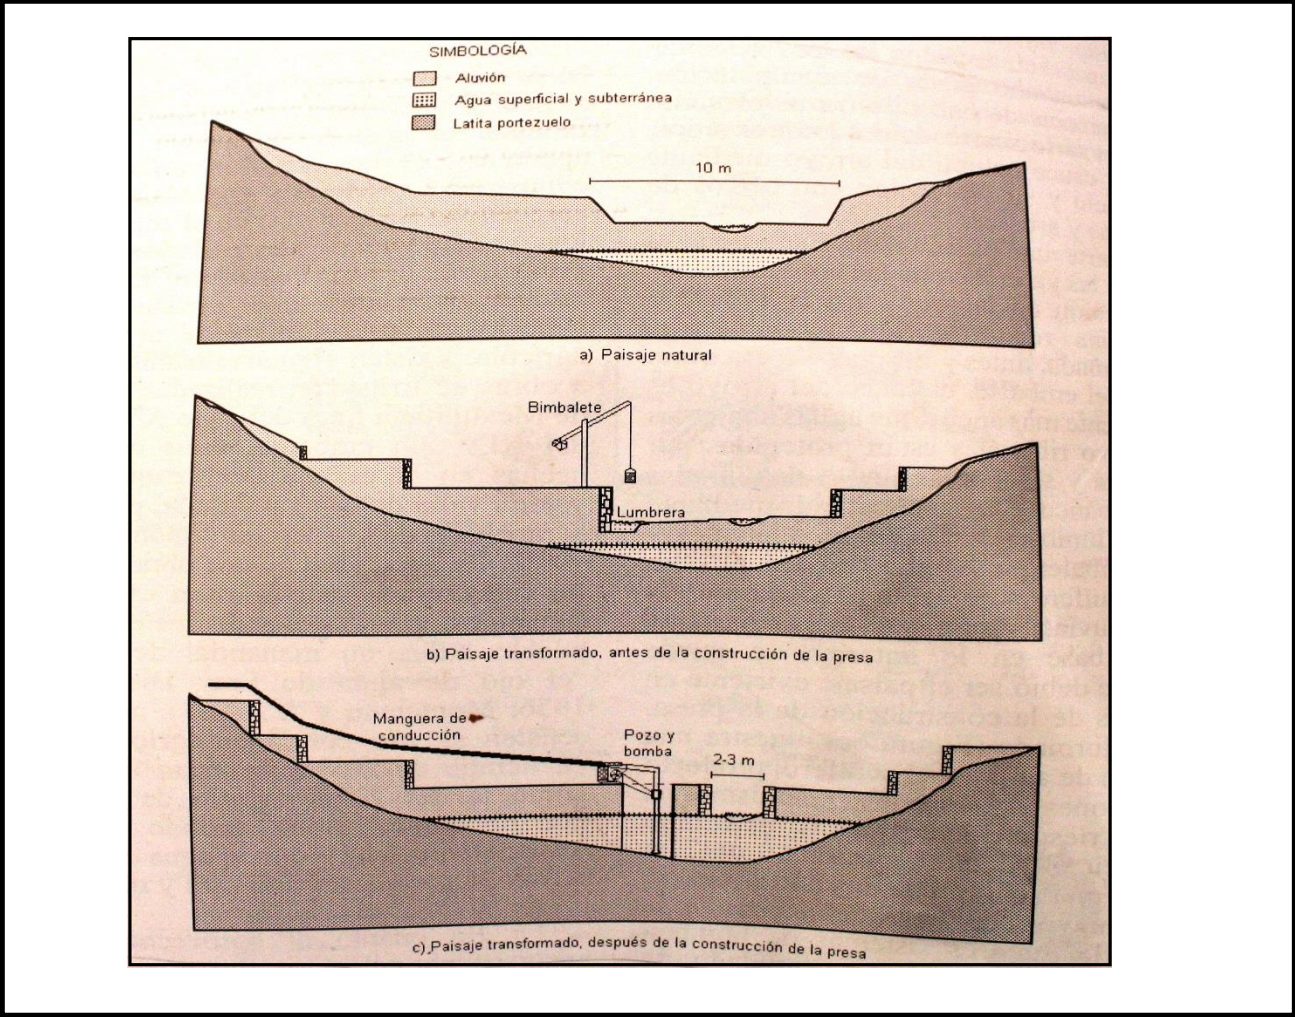 SIMBOLOGÍA
Aluvión
Agua superficial y subterránea
Latita portezuelo
10 m
a) Paisaje natural
Bimbalete
Lumbrera
b) Paisaje transformado, antes de la construcción de la presa
Manguera de
conducción
Pozo y
bomba
2-3 m
c) Paisaje transformado, después de la construcción de la presa